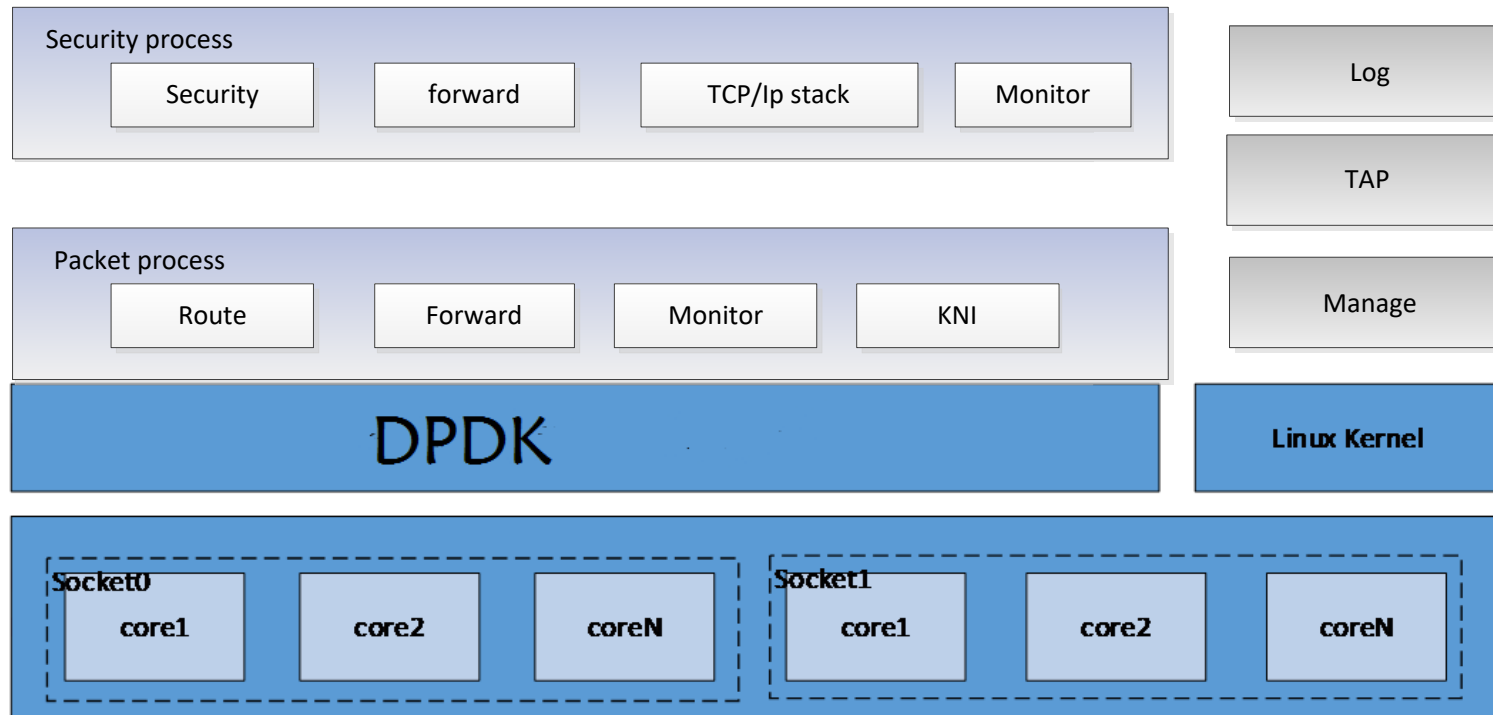 Security process
Security
forward
TCP/Ip stack
Monitor
Log
TAP
Packet process
Route
Forward
Monitor
KNI
Manage
DPDK
Linux Kernel
Socket0
core1
core2
coreN
Socket1
core1
core2
coreN